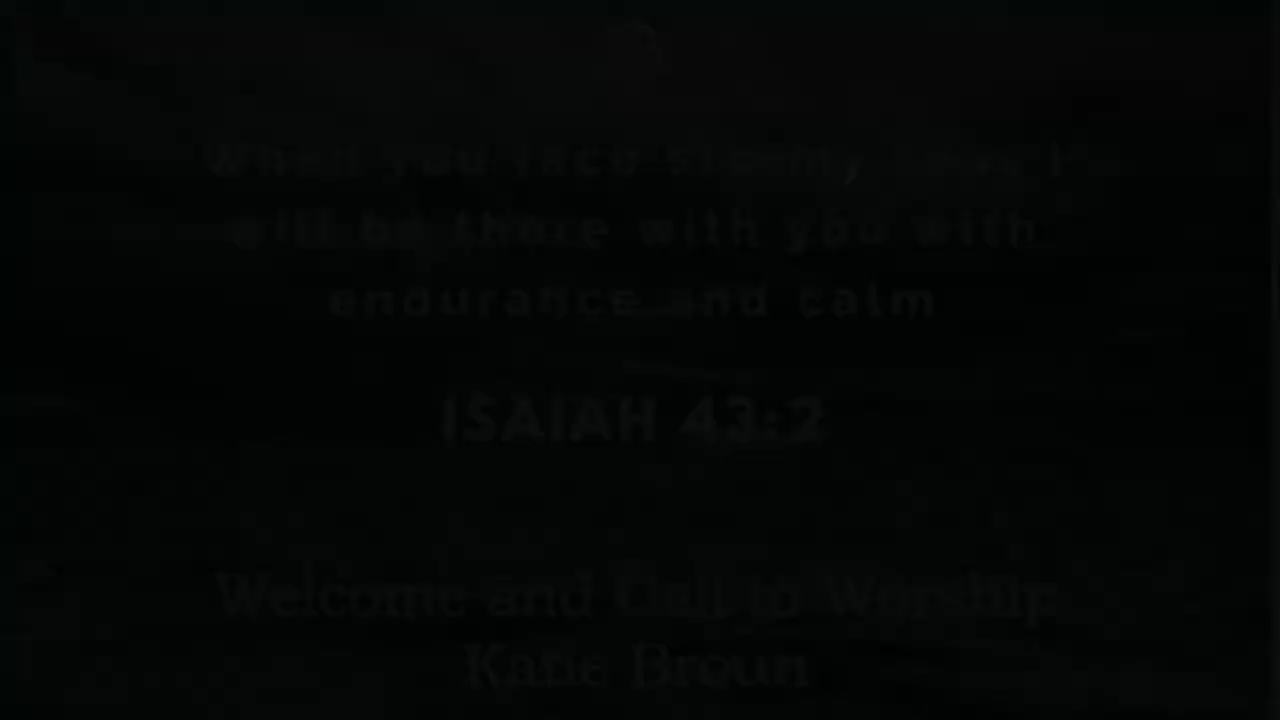 When you face stormy
will be there with you with
endurance and calm
ISAIAH 43:2
Welcome and Call to Worship
Katie Broun